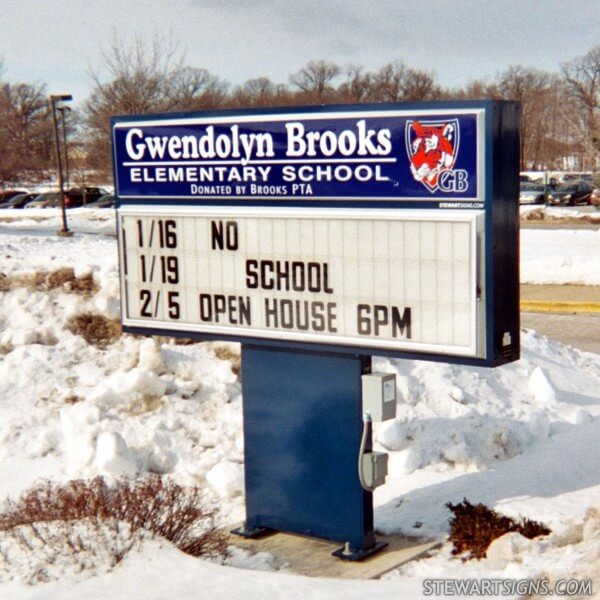 Gwendolyn Brooks
ELEMENTARY SCHOOL
DONATED BY BROOKS PTA
GB
STEWARTSIGNS.COM
1/16 NO
1/19 SCHOOL
2/5 OPEN HOUSE 6PM
STEWARTSIGNS.COM